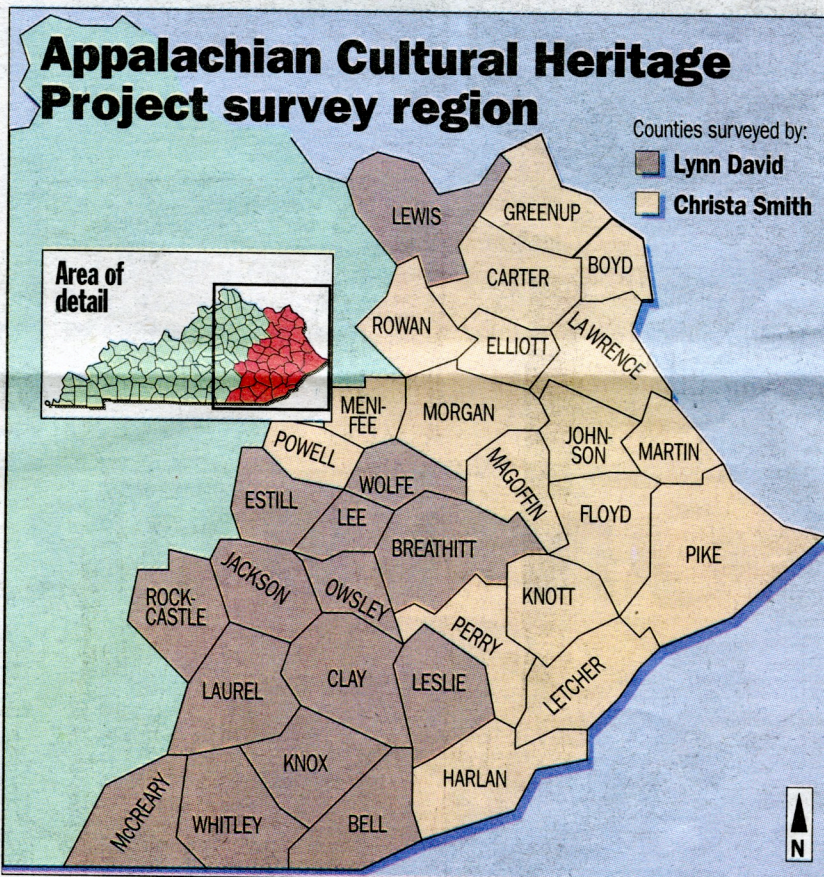 Appalachian Cultural Heritage
Project survey region
Counties surveyed by:
Lynn David
Christa Smith
Area of
detail
LEWIS
GREENUP
CARTER
BOYD
ROWAN
ELLIOTT
LAWRENCE
MENI-
FEE
MORGAN
JOHN-
SON
MARTIN
POWELL
MAGOFFIN
WOLFE
ESTILL
LEE
FLOYD
BREATHITT
PIKE
JACKSON
OWSLEY
KNOTT
ROCK-
CASTLE
PERRY
LAUREL
CLAY
LESLIE
LETCHER
KNOX
HARLAN
McCREARY
WHITLEY
BELL
N